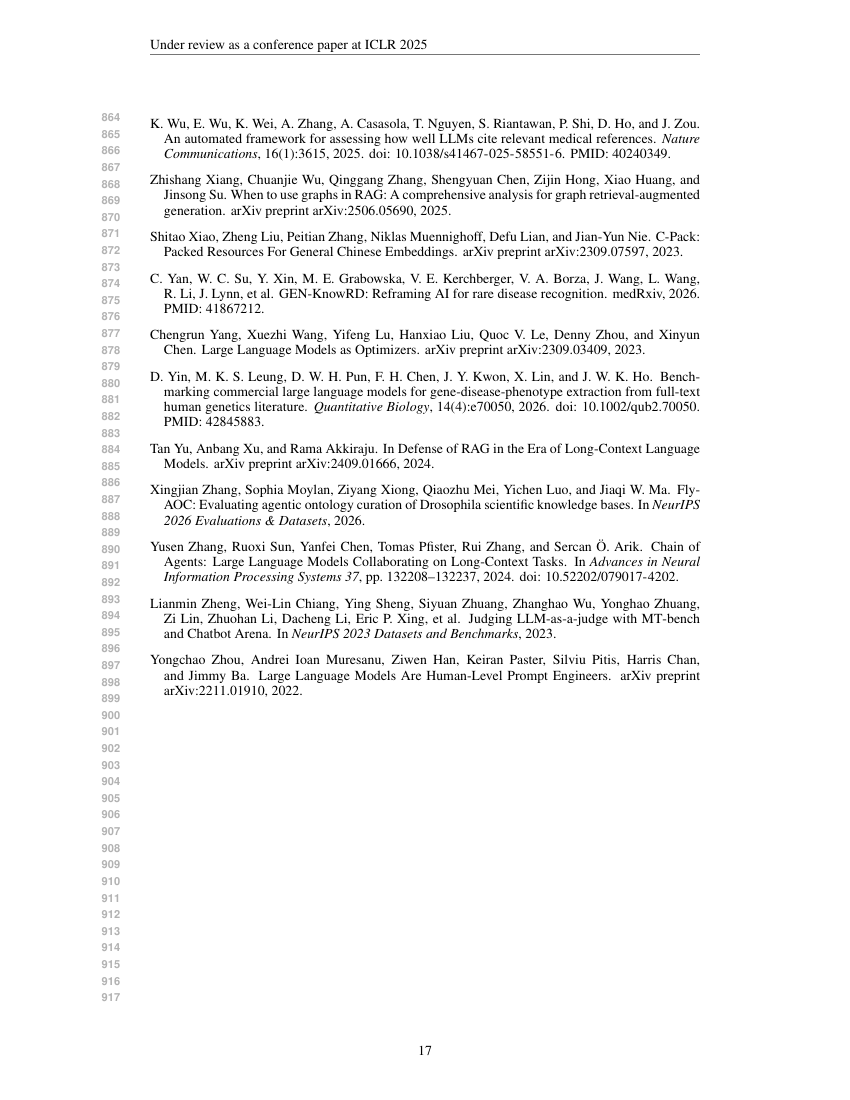 Under review as a conference paper at ICLR 2025
864
865
866
867
868
869
870
871
872
873
874
875
876
877
878
879
880
881
882
883
884
885
886
887
888
889
890
891
892
893
894
895
896
897
898
899
900
901
902
903
904
905
906
907
908
909
910
911
912
913
914
915
916
917
K. Wu, E. Wu, K. Wei, A. Zhang, A. Casasola, T. Nguyen, S. Riantawan, P. Shi, D. Ho, and J. Zou.
An automated framework for assessing how well LLMs cite relevant medical references. Nature
Communications, 16(1):3615, 2025. doi: 10.1038/s41467-025-58551-6. PMID: 40240349.
Zhishang Xiang, Chuanjie Wu, Qinggang Zhang, Shengyuan Chen, Zijin Hong, Xiao Huang, and
Jinsong Su. When to use graphs in RAG: A comprehensive analysis for graph retrieval-augmented
generation. arXiv preprint arXiv:2506.05690, 2025.
Shitao Xiao, Zheng Liu, Peitian Zhang, Niklas Muennighoff, Defu Lian, and Jian-Yun Nie. C-Pack:
Packed Resources For General Chinese Embeddings. arXiv preprint arXiv:2309.07597, 2023.
C. Yan, W. C. Su, Y. Xin, M. E. Grabowska, V. E. Kerchberger, V. A. Borza, J. Wang, L. Wang,
R. Li, J. Lynn, et al. GEN-KnowRD: Reframing AI for rare disease recognition. medRxiv, 2026.
PMID: 41867212.
Chengrun Yang, Xuezhi Wang, Yifeng Lu, Hanxiao Liu, Quoc V. Le, Denny Zhou, and Xinyun
Chen. Large Language Models as Optimizers. arXiv preprint arXiv:2309.03409, 2023.
D. Yin, M. K. S. Leung, D. W. H. Pun, F. H. Chen, J. Y. Kwon, X. Lin, and J. W. K. Ho. Bench-
marking commercial large language models for gene-disease-phenotype extraction from full-text
human genetics literature. Quantitative Biology, 14(4):e70050, 2026. doi: 10.1002/qub2.70050.
PMID: 42845883.
Tan Yu, Anbang Xu, and Rama Akkiraju. In Defense of RAG in the Era of Long-Context Language
Models. arXiv preprint arXiv:2409.01666, 2024.
Xingjian Zhang, Sophia Moylan, Ziyang Xiong, Qiaozhu Mei, Yichen Luo, and Jiaqi W. Ma. Fly-
AOC: Evaluating agentic ontology curation of Drosophila scientific knowledge bases. In NeurIPS
2026 Evaluations & Datasets, 2026.
Yusen Zhang, Ruoxi Sun, Yanfei Chen, Tomas Pfister, Rui Zhang, and Sercan Ö. Arik. Chain of
Agents: Large Language Models Collaborating on Long-Context Tasks. In Advances in Neural
Information Processing Systems 37, pp. 132208–132237, 2024. doi: 10.52202/079017-4202.
Lianmin Zheng, Wei-Lin Chiang, Ying Sheng, Siyuan Zhuang, Zhanghao Wu, Yonghao Zhuang,
Zi Lin, Zhuohan Li, Dacheng Li, Eric P. Xing, et al. Judging LLM-as-a-judge with MT-bench
and Chatbot Arena. In NeurIPS 2023 Datasets and Benchmarks, 2023.
Yongchao Zhou, Andrei Ioan Muresanu, Ziwen Han, Keiran Paster, Silviu Pitis, Harris Chan,
and Jimmy Ba. Large Language Models Are Human-Level Prompt Engineers. arXiv preprint
arXiv:2211.01910, 2022.
17